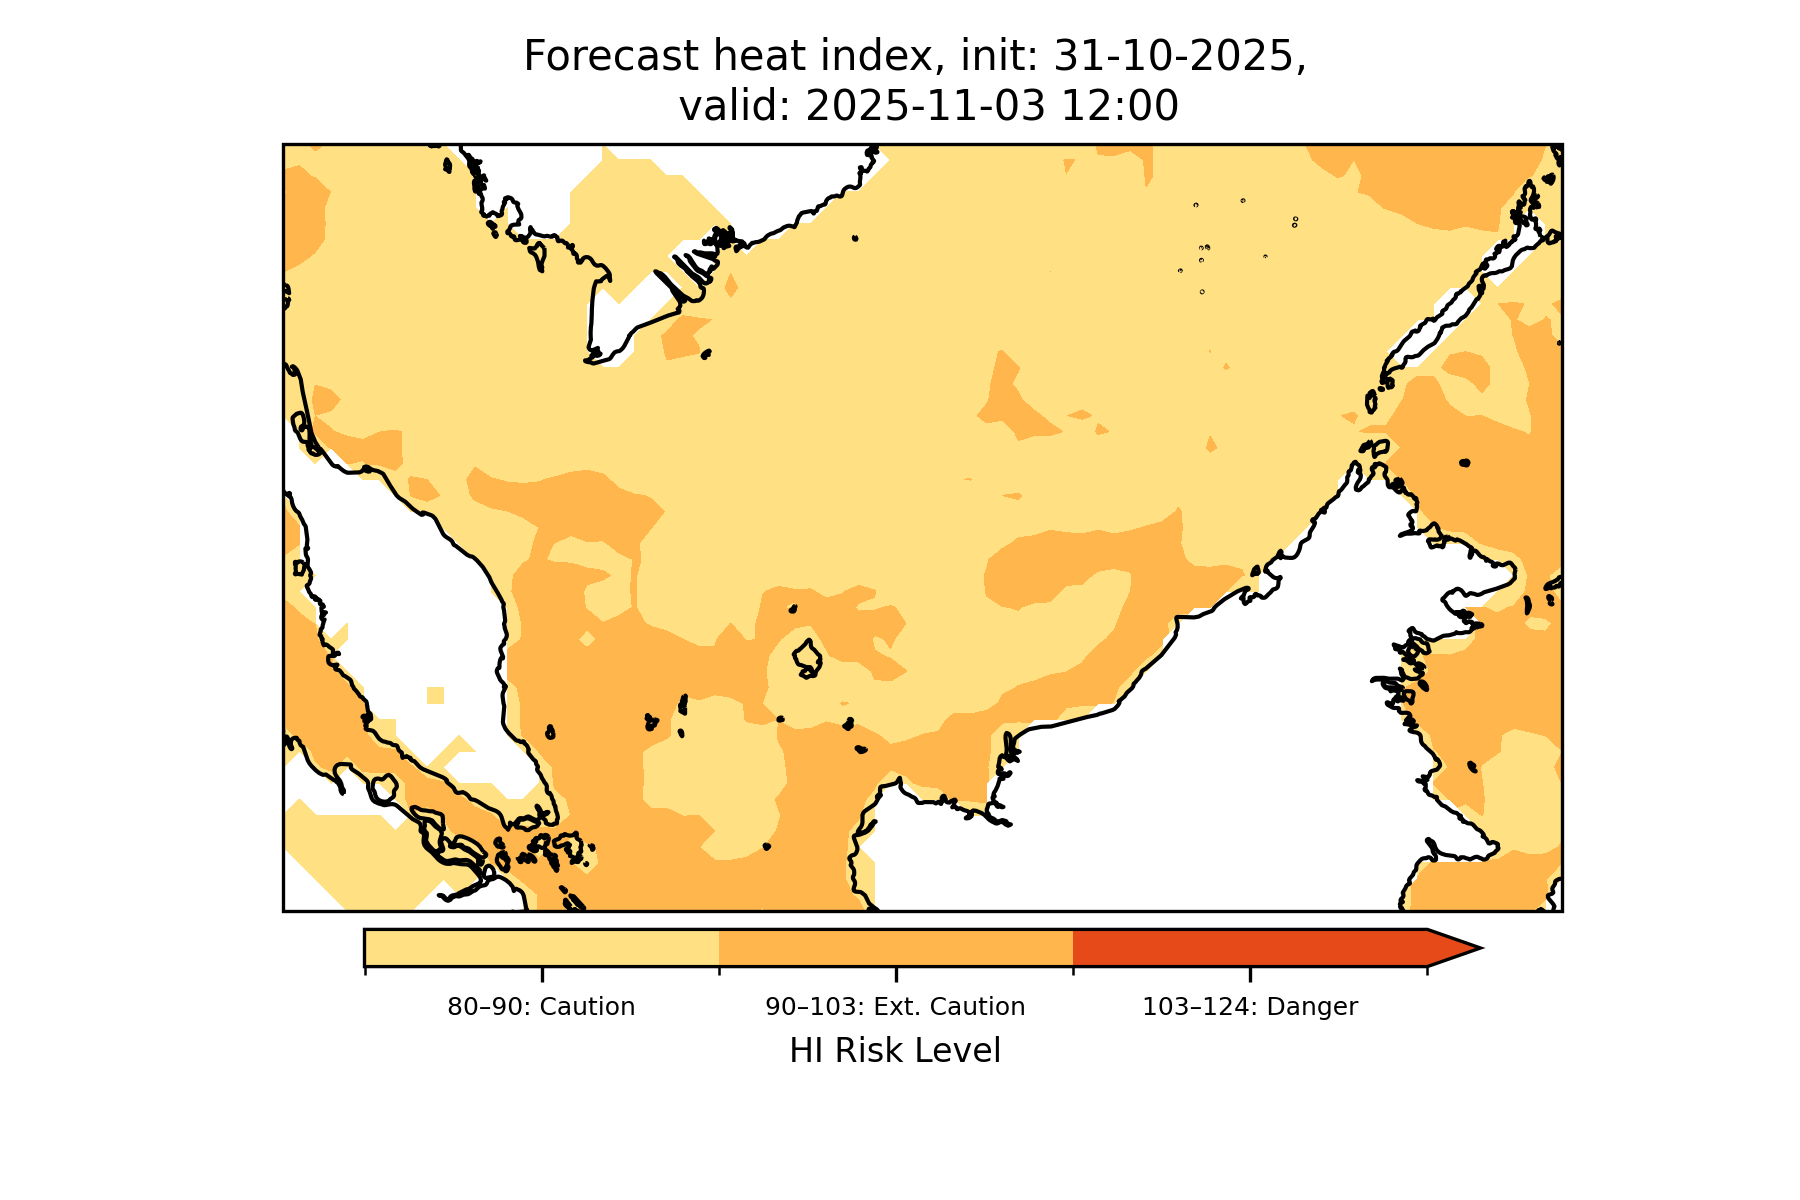 Forecast heat index, init: 31-10-2025,
valid: 2025-11-03 12:00
80–90: Caution
90–103: Ext. Caution
103–124: Danger
HI Risk Level